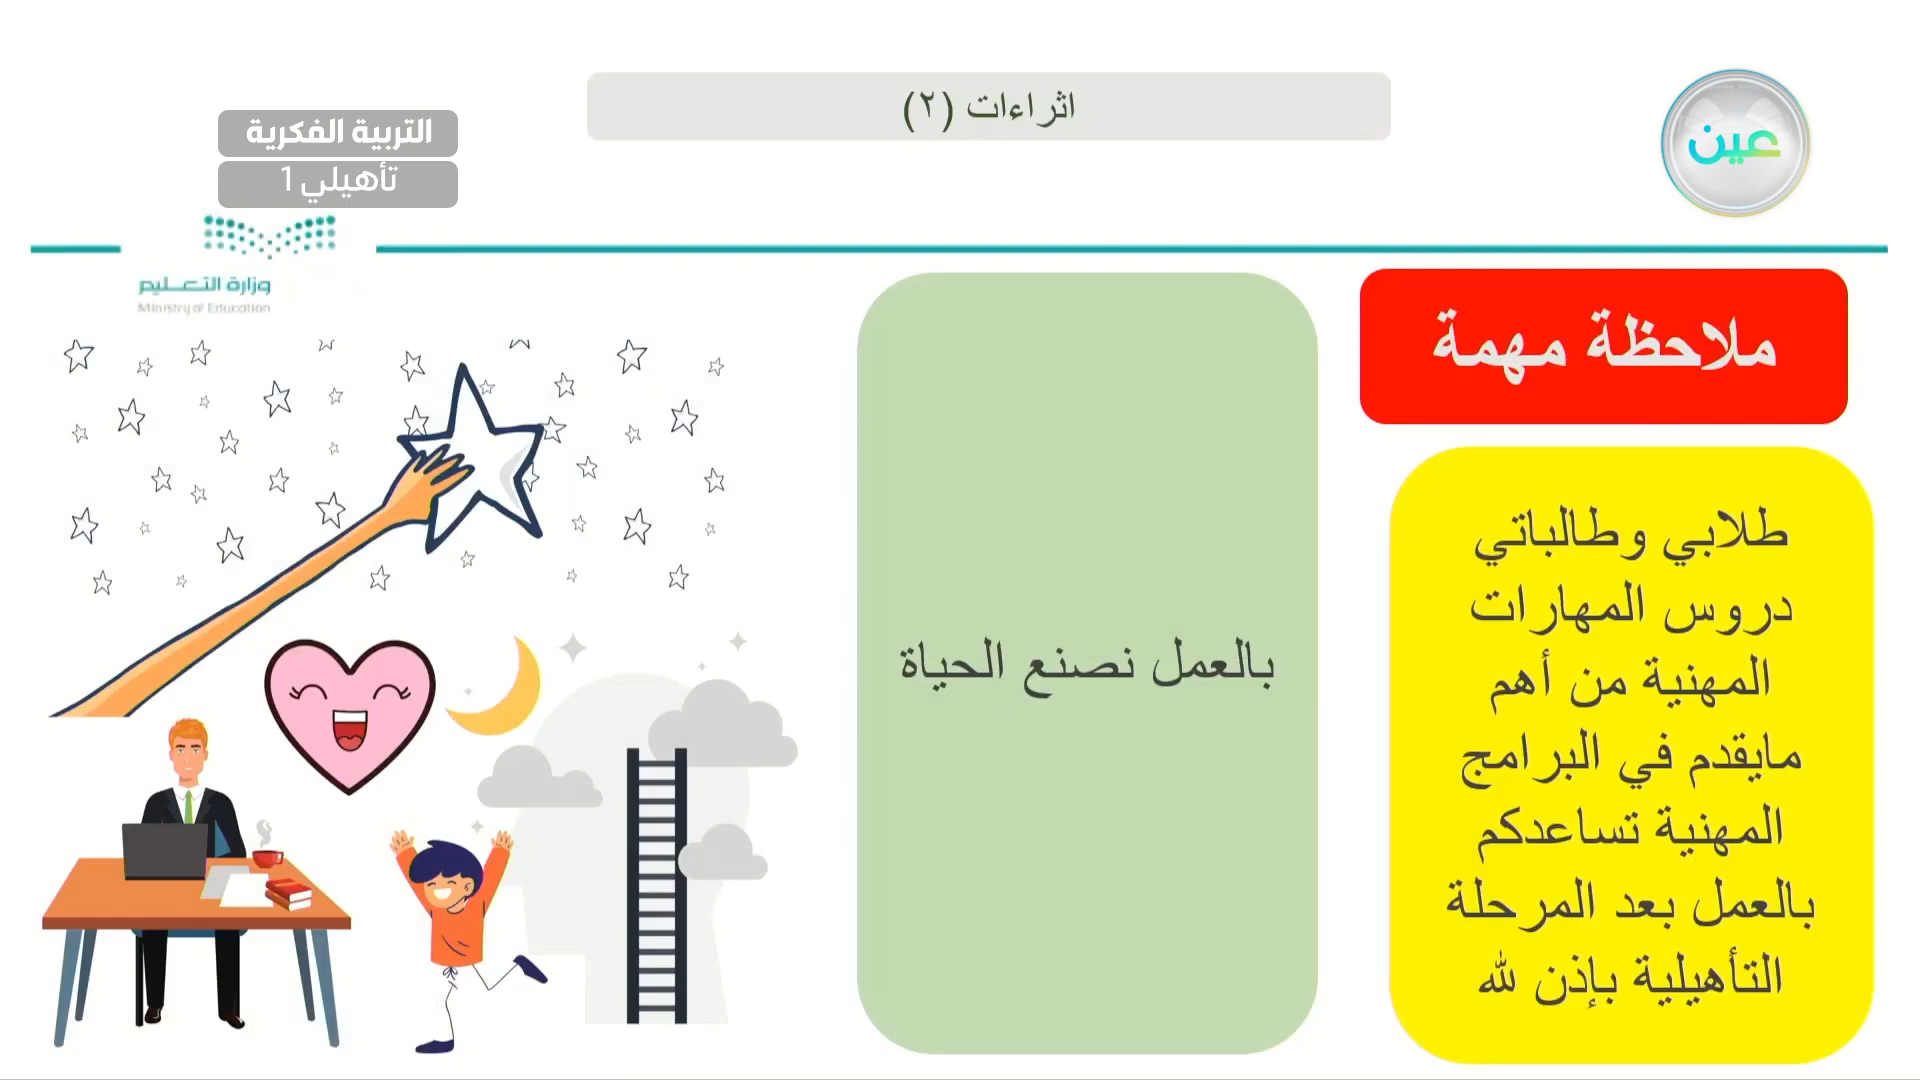 اثراءات (٢)
عين
التربية الفكرية
تأهيلي 1
وزارة التعليم
Ministry of Education
ملاحظة مهمة
طلابي وطالباتي
دروس المهارات
المهنية من أهم
مايقدم في البرامج
المهنية تساعدكم
بالعمل بعد المرحلة
التأهيلية بإذن لله
بالعمل نصنع الحياة